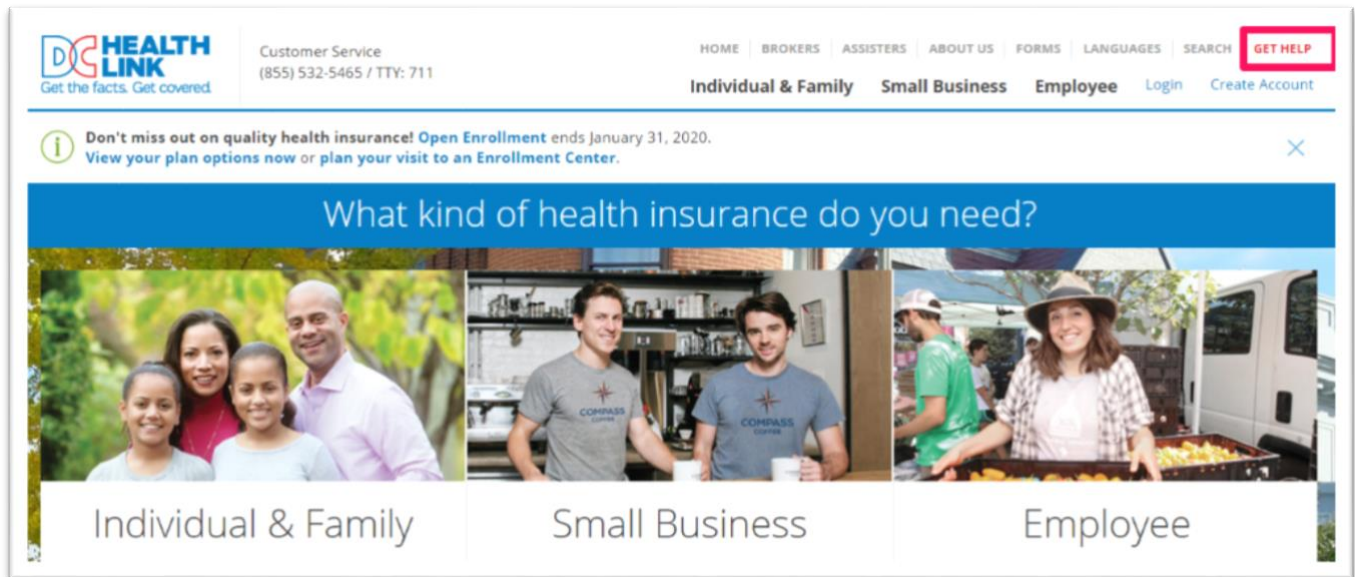 DC HEALTH LINK
Get the facts. Get covered.
Customer Service
(855) 532-5465 / TTY: 711
HOME BROKERS ASSISTERS ABOUT US FORMS LANGUAGES SEARCH GET HELP
Individual & Family Small Business Employee Login Create Account
Don't miss out on quality health insurance! Open Enrollment ends January 31, 2020.
View your plan options now or plan your visit to an Enrollment Center.
What kind of health insurance do you need?
COMPASS COFFEE
COMPASS COFFEE
Individual & Family
Small Business
Employee